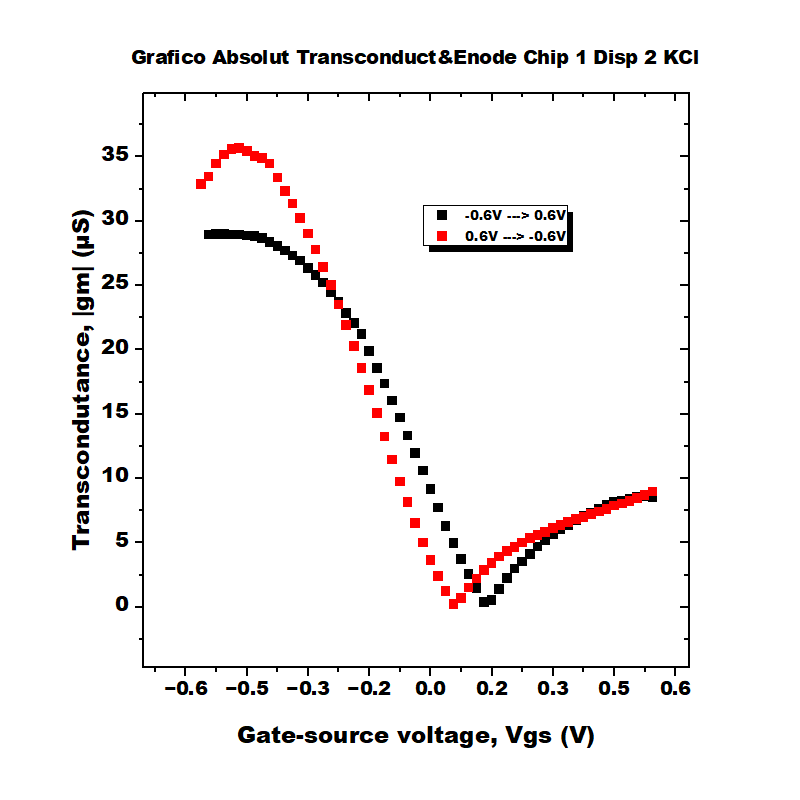 Grafico Absolut Transconduct&Enode Chip 1 Disp 2 KCl
35
30
25
20
15
10
5
0
-0.6V ---> 0.6V
0.6V ---> -0.6V
Transcondutance, |gm| (µS)
−0.6 −0.5 −0.3 −0.2 0.0 0.2 0.3 0.5 0.6
Gate-source voltage, Vgs (V)